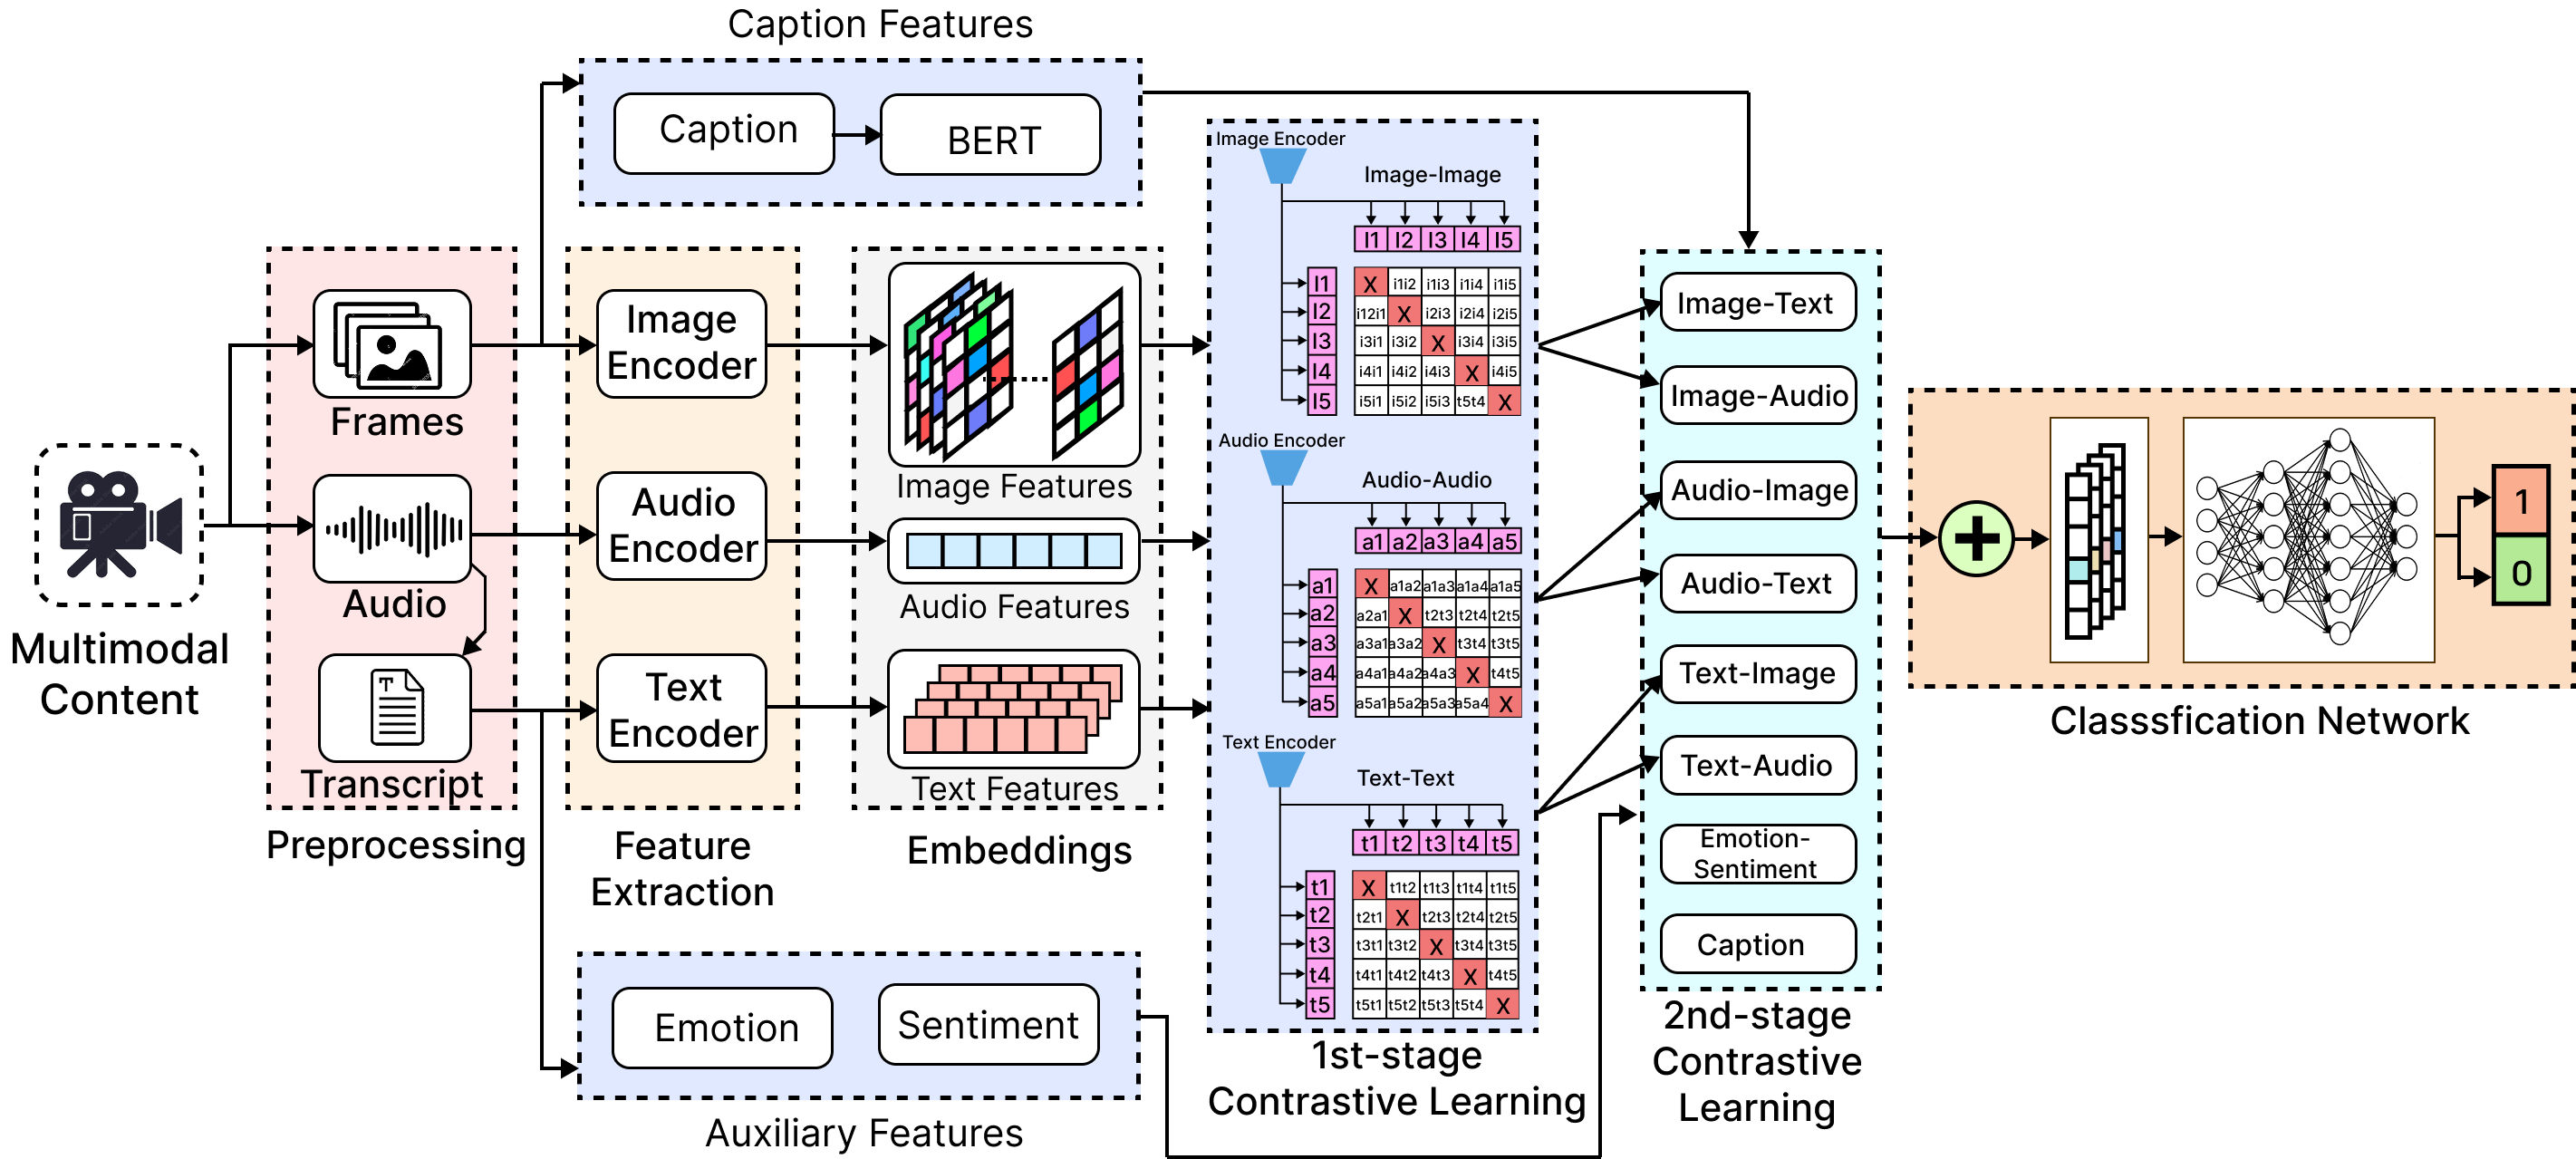 Caption Features
Caption
BERT
Frames
Audio
Transcript
Multimodal
Content
Preprocessing
Image
Encoder
Audio
Encoder
Text
Encoder
Feature
Extraction
Image Features
Audio Features
Text Features
Embeddings
Emotion
Sentiment
Auxiliary Features
Image Encoder
Image-Image
I1 I2 I3 I4 I5
I1 X i1i2 i1i3 i1i4 i1i5
I2 i12i1 X i2i3 i2i4 i2i5
I3 i3i1 i3i2 X i3i4 i3i5
I4 i4i1 i4i2 i4i3 X i4i5
I5 i5i1 i5i2 i5i3 t5t4 X
Audio Encoder
Audio-Audio
a1 a2 a3 a4 a5
a1 X a1a2 a1a3 a1a4 a1a5
a2 a2a1 X t2t3 t2t4 t2t5
a3 a3a1 a3a2 X t3t4 t3t5
a4 a4a1 a4a2 a4a3 X t4t5
a5 a5a1 a5a2 a5a3 a5a4 X
Text Encoder
Text-Text
t1 t2 t3 t4 t5
t1 X t1t2 t1t3 t1t4 t1t5
t2 t2t1 X t2t3 t2t4 t2t5
t3 t3t1 t3t2 X t3t4 t3t5
t4 t4t1 t4t2 t4t3 X t4t5
t5 t5t1 t5t2 t5t3 t5t4 X
1st-stage
Contrastive Learning
Image-Text
Image-Audio
Audio-Image
Audio-Text
Text-Image
Text-Audio
Emotion-
Sentiment
Caption
2nd-stage
Contrastive
Learning
1
0
Classsfication Network